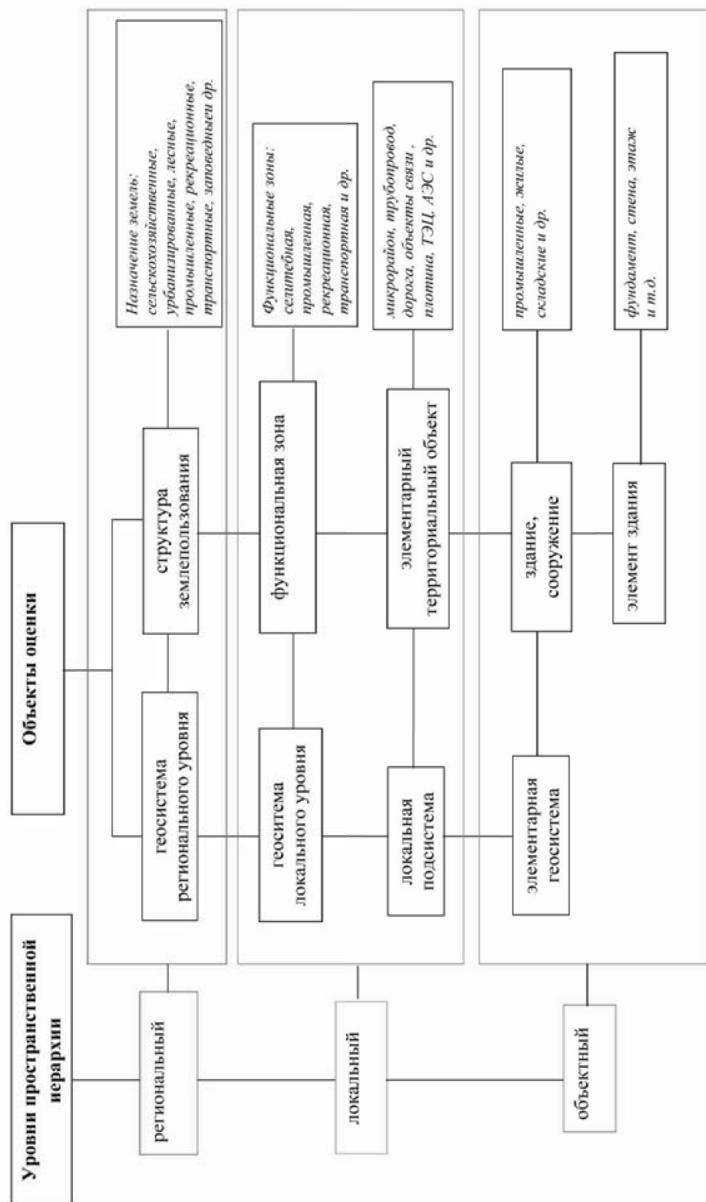 Уровни пространственной
иерархии
Объекты оценки
региональный
геосистема
регионального уровня
структура
землепользования
Назначение земель:
сельскохозяйственные,
урбанизированные, лесные,
промышленные, рекреационные,
транспортные, заповедныеи др.
локальный
геоситема
локального уровня
функциональная зона
Функциональные зоны:
селитебная,
промышленная,
рекреационная,
транспортная и др.
локальная
подсистема
элементарный
территориальный объект
микрорайон, трубопровод,
дорога, объекты связи ,
плотина, ТЭЦ, АЭС и др.
объектный
элементарная
геосистема
здание,
сооружение
промышленные, жилые,
складские и др.
элемент здания
фундамент, стена, этаж
и т.д.